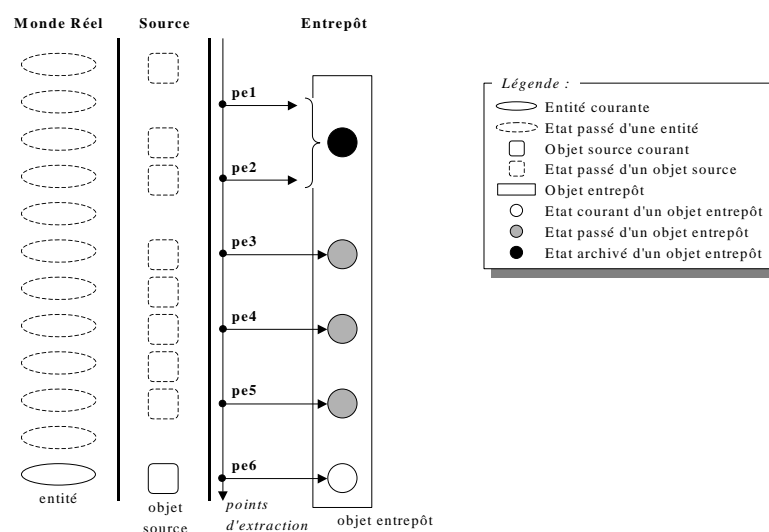 Monde Réel
Source
Entrepôt
pe1
pe2
pe3
pe4
pe5
pe6
entité
objet
source
points
d'extraction
objet entrepôt
Légende :
Entité courante
Etat passé d'une entité
Objet source courant
Etat passé d'un objet source
Objet entrepôt
Etat courant d'un objet entrepôt
Etat passé d'un objet entrepôt
Etat archivé d'un objet entrepôt